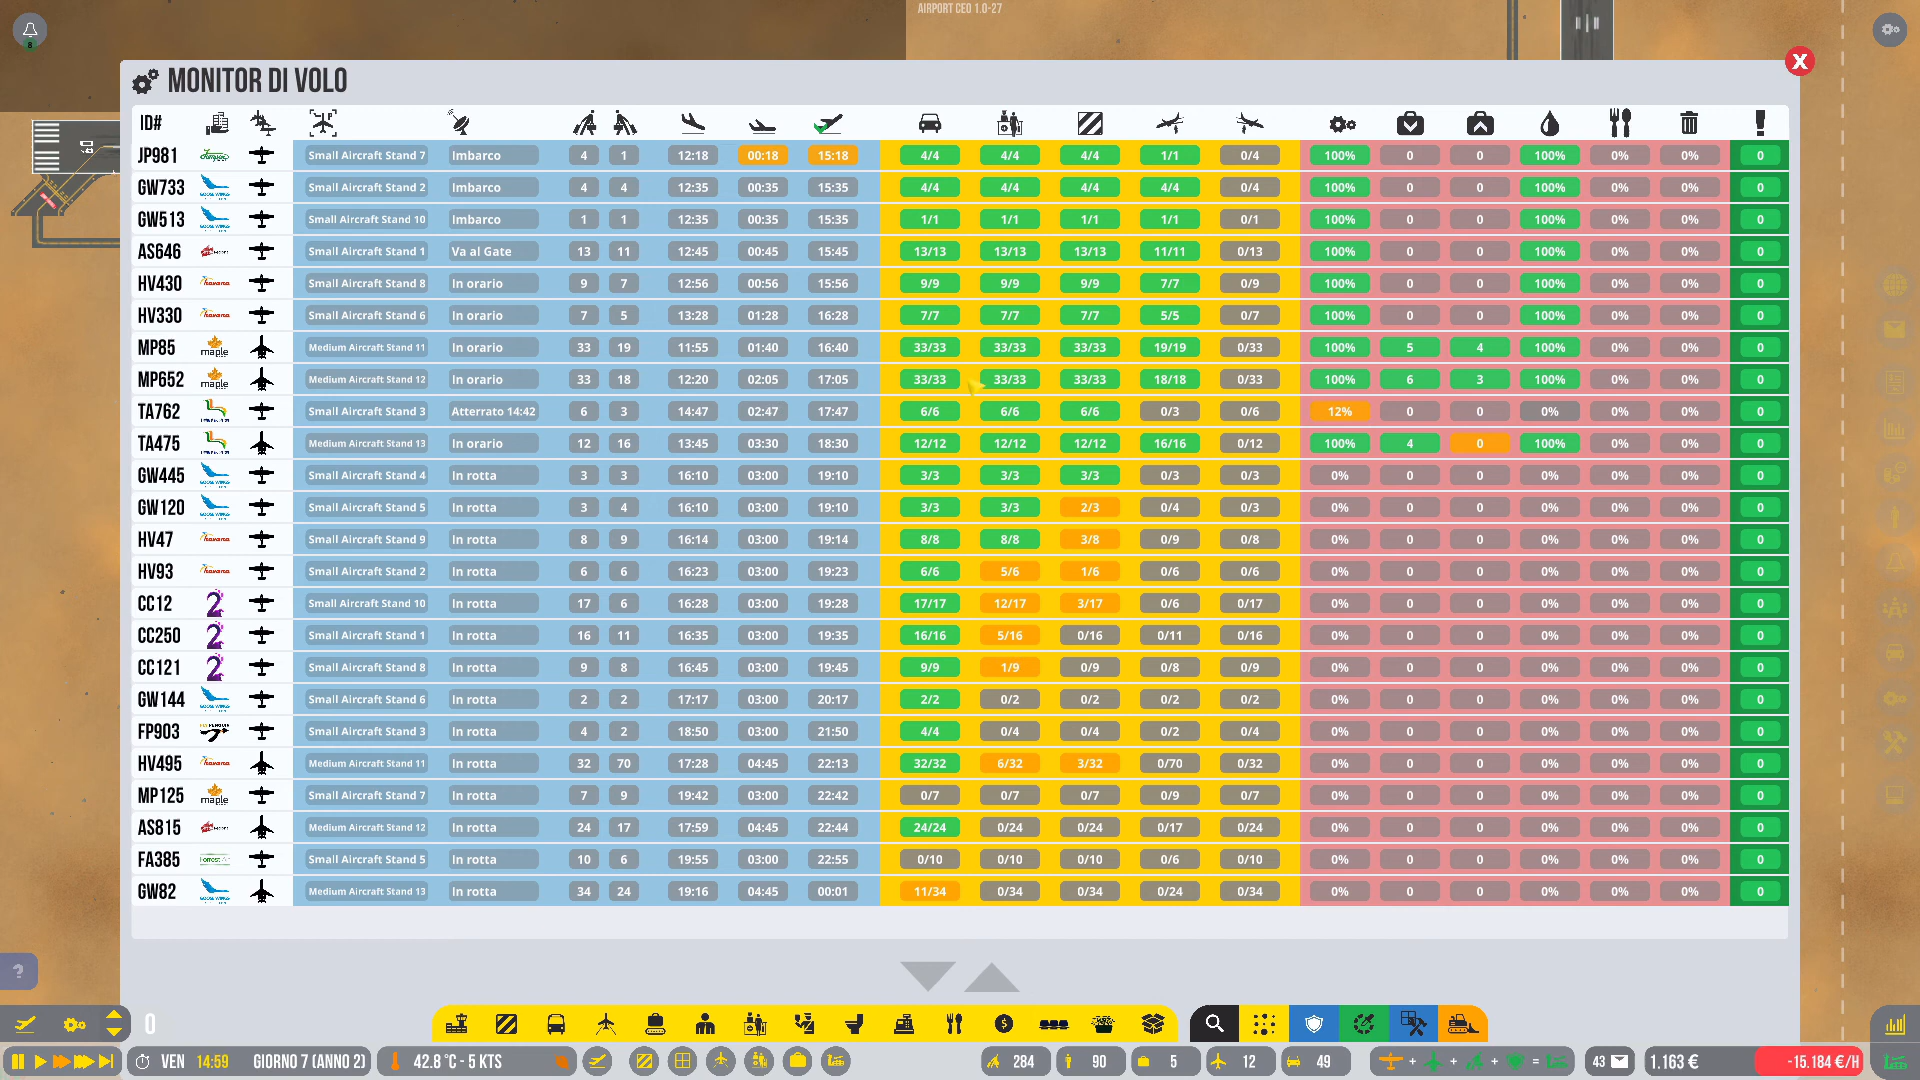 AIRPORT CEO 1.0-27
8
MONITOR DI VOLO
X
ID#
JP981 Small Aircraft Stand 7 Imbarco 4 1 12:18 00:18 15:18 4/4 4/4 4/4 1/1 0/4 100% 0 0 100% 0% 0% 0
GW733 GOOSE WINGS Small Aircraft Stand 2 Imbarco 4 4 12:35 00:35 15:35 4/4 4/4 4/4 4/4 0/4 100% 0 0 100% 0% 0% 0
GW513 GOOSE WINGS Small Aircraft Stand 10 Imbarco 1 1 12:35 00:35 15:35 1/1 1/1 1/1 1/1 0/1 100% 0 0 100% 0% 0% 0
AS646 Small Aircraft Stand 1 Va al Gate 13 11 12:45 00:45 15:45 13/13 13/13 13/13 11/11 0/13 100% 0 0 100% 0% 0% 0
HV430 havana Small Aircraft Stand 8 In orario 9 7 12:56 00:56 15:56 9/9 9/9 9/9 7/7 0/9 100% 0 0 100% 0% 0% 0
HV330 havana Small Aircraft Stand 6 In orario 7 5 13:28 01:28 16:28 7/7 7/7 7/7 5/5 0/7 100% 0 0 100% 0% 0% 0
MP85 maple Medium Aircraft Stand 11 In orario 33 19 11:55 01:40 16:40 33/33 33/33 33/33 19/19 0/33 100% 5 4 100% 0% 0% 0
MP652 maple Medium Aircraft Stand 12 In orario 33 18 12:20 02:05 17:05 33/33 33/33 33/33 18/18 0/33 100% 6 3 100% 0% 0% 0
TA762 Small Aircraft Stand 3 Atterrato 14:42 6 3 14:47 02:47 17:47 6/6 6/6 6/6 0/3 0/6 12% 0 0 0% 0% 0% 0
TA475 Medium Aircraft Stand 13 In orario 12 16 13:45 03:30 18:30 12/12 12/12 12/12 16/16 0/12 100% 4 0 100% 0% 0% 0
GW445 GOOSE WINGS Small Aircraft Stand 4 In rotta 3 3 16:10 03:00 19:10 3/3 3/3 3/3 0/3 0/3 0% 0 0 0% 0% 0% 0
GW120 GOOSE WINGS Small Aircraft Stand 5 In rotta 3 4 16:10 03:00 19:10 3/3 3/3 2/3 0/4 0/3 0% 0 0 0% 0% 0% 0
HV47 havana Small Aircraft Stand 9 In rotta 8 9 16:14 03:00 19:14 8/8 8/8 3/8 0/9 0/8 0% 0 0 0% 0% 0% 0
HV93 havana Small Aircraft Stand 2 In rotta 6 6 16:23 03:00 19:23 6/6 5/6 1/6 0/6 0/6 0% 0 0 0% 0% 0% 0
CC12 2 Small Aircraft Stand 10 In rotta 17 6 16:28 03:00 19:28 17/17 12/17 3/17 0/6 0/17 0% 0 0 0% 0% 0% 0
CC250 2 Small Aircraft Stand 1 In rotta 16 11 16:35 03:00 19:35 16/16 5/16 0/16 0/11 0/16 0% 0 0 0% 0% 0% 0
CC121 2 Small Aircraft Stand 8 In rotta 9 8 16:45 03:00 19:45 9/9 1/9 0/9 0/8 0/9 0% 0 0 0% 0% 0% 0
GW144 GOOSE WINGS Small Aircraft Stand 6 In rotta 2 2 17:17 03:00 20:17 2/2 0/2 0/2 0/2 0/2 0% 0 0 0% 0% 0% 0
FP903 Small Aircraft Stand 3 In rotta 4 2 18:50 03:00 21:50 4/4 0/4 0/4 0/2 0/4 0% 0 0 0% 0% 0% 0
HV495 havana Medium Aircraft Stand 11 In rotta 32 70 17:28 04:45 22:13 32/32 6/32 3/32 0/70 0/32 0% 0 0 0% 0% 0% 0
MP125 maple Small Aircraft Stand 7 In rotta 7 9 19:42 03:00 22:42 0/7 0/7 0/7 0/9 0/7 0% 0 0 0% 0% 0% 0
AS815 Medium Aircraft Stand 12 In rotta 24 17 17:59 04:45 22:44 24/24 0/24 0/24 0/17 0/24 0% 0 0 0% 0% 0% 0
FA385 Small Aircraft Stand 5 In rotta 10 6 19:55 03:00 22:55 0/10 0/10 0/10 0/6 0/10 0% 0 0 0% 0% 0% 0
GW82 GOOSE WINGS Medium Aircraft Stand 13 In rotta 34 24 19:16 04:45 00:01 11/34 0/34 0/34 0/24 0/34 0% 0 0 0% 0% 0% 0
?
0
VEN 14:59 GIORNO 7 (ANNO 2) 42.8 °C - 5 KTS 284 90 5 12 49 + + + = 43 1.163 € -15.184 €/H